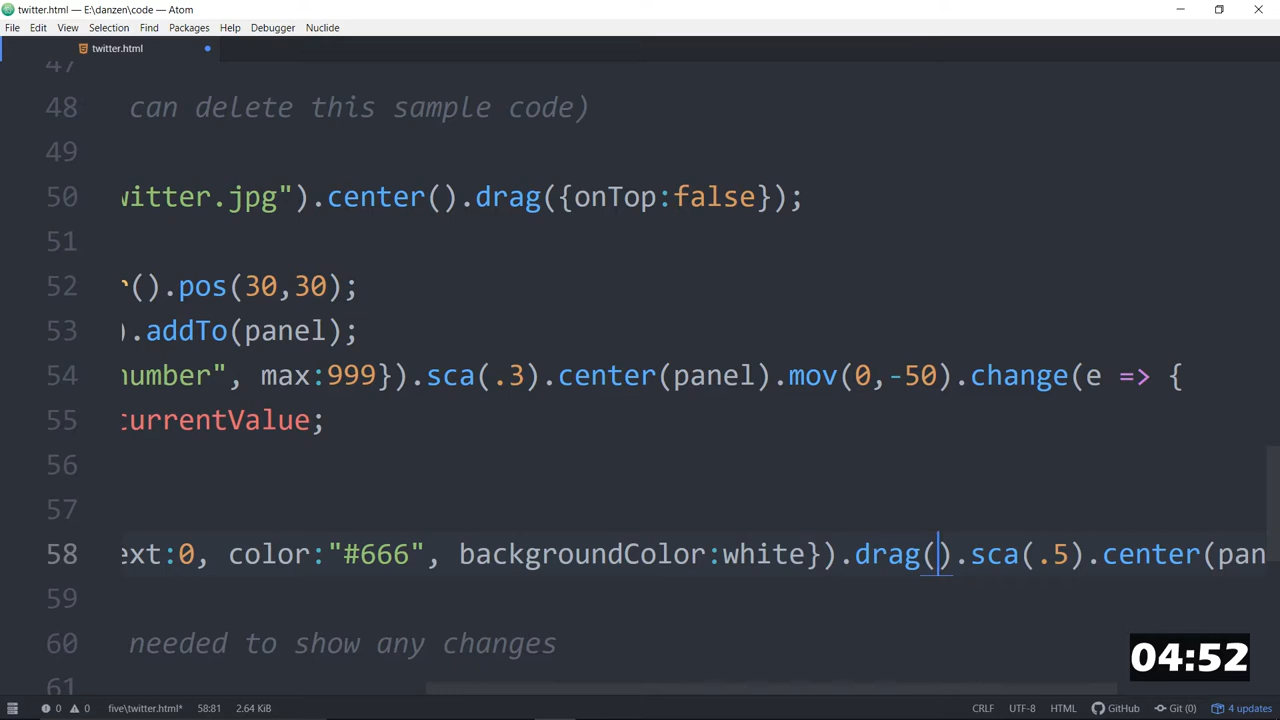 twitter.html — E:\danzen\code — Atom
File Edit View Selection Find Packages Help Debugger Nuclide
twitter.html
47
48 can delete this sample code)
49
50 witter.jpg").center().drag({onTop:false});
51
52 r().pos(30,30);
53 ).addTo(panel);
54 number", max:999}).sca(.3).center(panel).mov(0,-50).change(e => {
55 currentValue;
56
57
58 ext:0, color:"#666", backgroundColor:white}).drag().sca(.5).center(pan
59
60 needed to show any changes
61
04:52
0 0 five\twitter.html* 58:81 2.64 KiB CRLF UTF-8 HTML GitHub Git (0) 4 updates